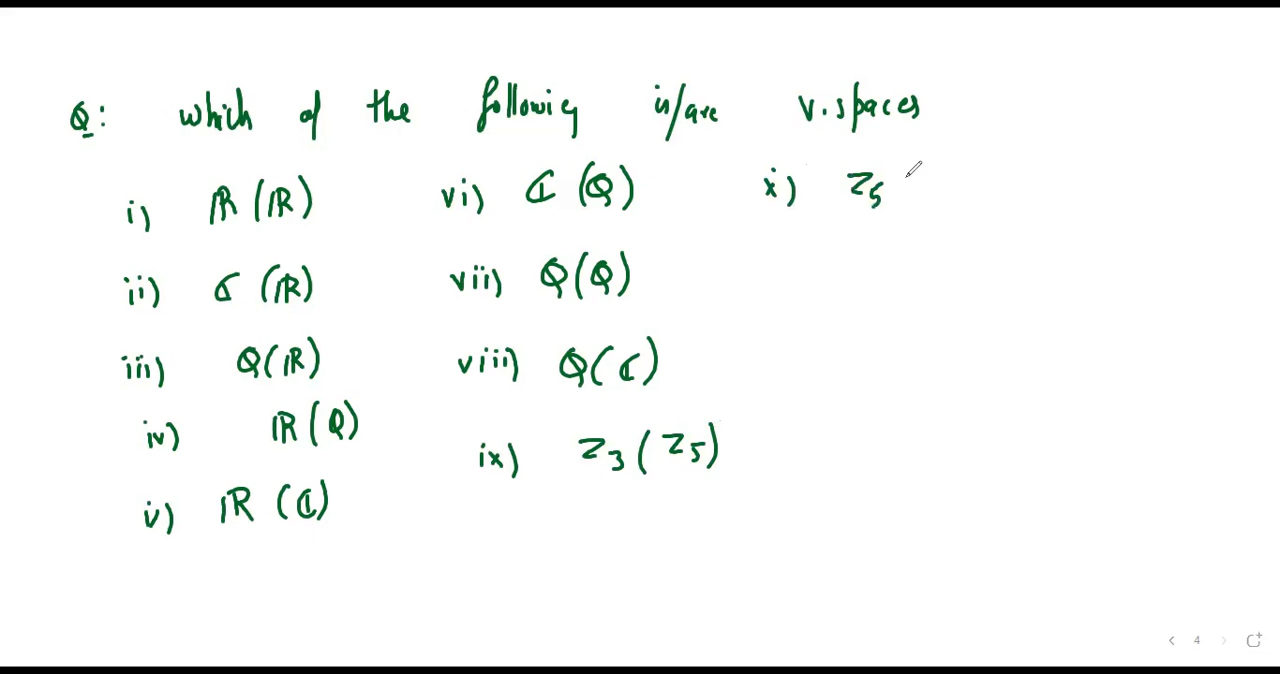 Q: which of the following is/are v.spaces
i) ℝ (ℝ)
ii) ℂ (ℝ)
iii) ℚ(ℝ)
iv) ℝ(ℚ)
v) ℝ (ℂ)
vi) ℂ (ℚ)
vii) ℚ(ℚ)
viii) ℚ(ℂ)
ix) Z₃(Z₅)
x) Z₅
< 4 >